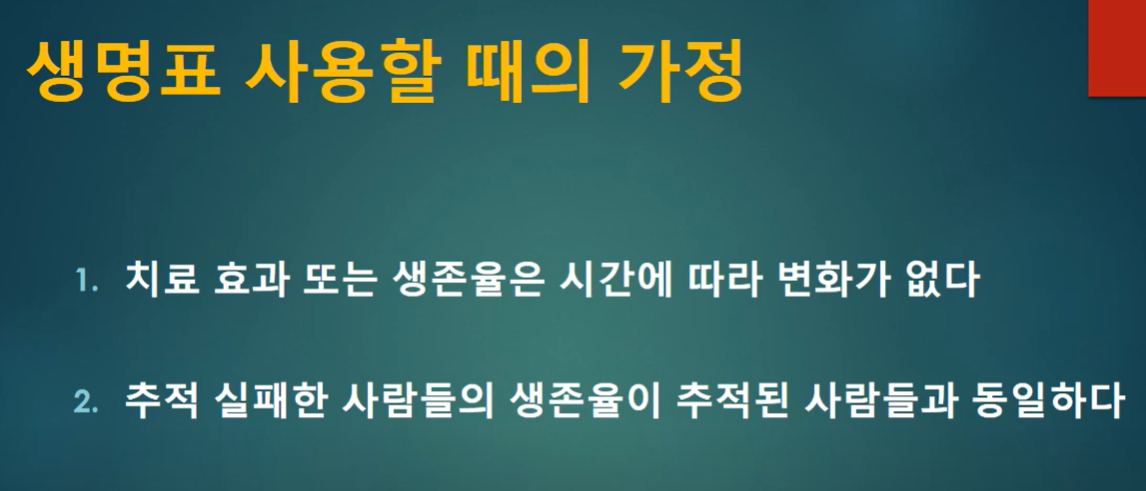 생명표 사용할 때의 가정
1. 치료 효과 또는 생존율은 시간에 따라 변화가 없다
2. 추적 실패한 사람들의 생존율이 추적된 사람들과 동일하다